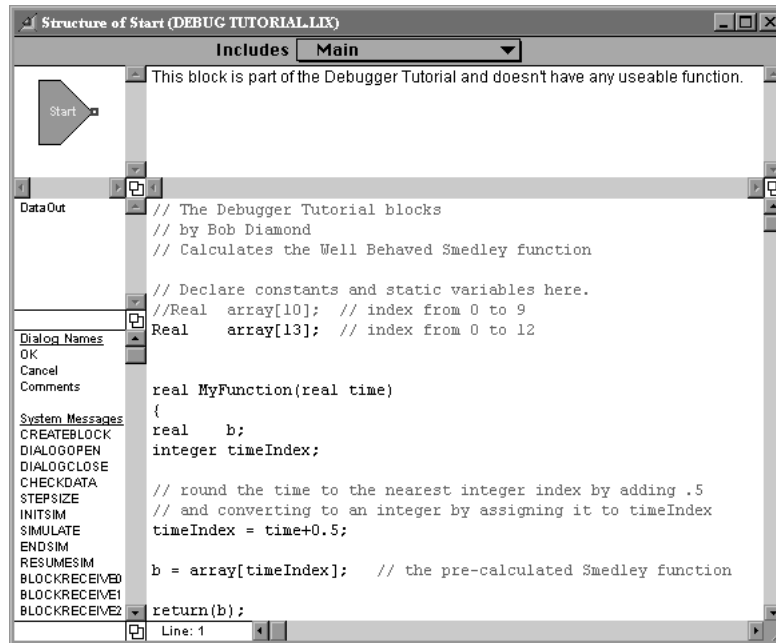 Structure of Start (DEBUG TUTORIAL.LIX)
Includes Main
Start
This block is part of the Debugger Tutorial and doesn't have any useable function.
DataOut
Dialog Names
OK
Cancel
Comments
System Messages
CREATEBLOCK
DIALOGOPEN
DIALOGCLOSE
CHECKDATA
STEPSIZE
INITSIM
SIMULATE
ENDSIM
RESUMESIM
BLOCKRECEIVE0
BLOCKRECEIVE1
BLOCKRECEIVE2
// The Debugger Tutorial blocks
// by Bob Diamond
// Calculates the Well Behaved Smedley function
// Declare constants and static variables here.
//Real array[10]; // index from 0 to 9
Real array[13]; // index from 0 to 12
real MyFunction(real time)
{
real b;
integer timeIndex;
// round the time to the nearest integer index by adding .5
// and converting to an integer by assigning it to timeIndex
timeIndex = time+0.5;
b = array[timeIndex]; // the pre-calculated Smedley function
return(b);
Line: 1